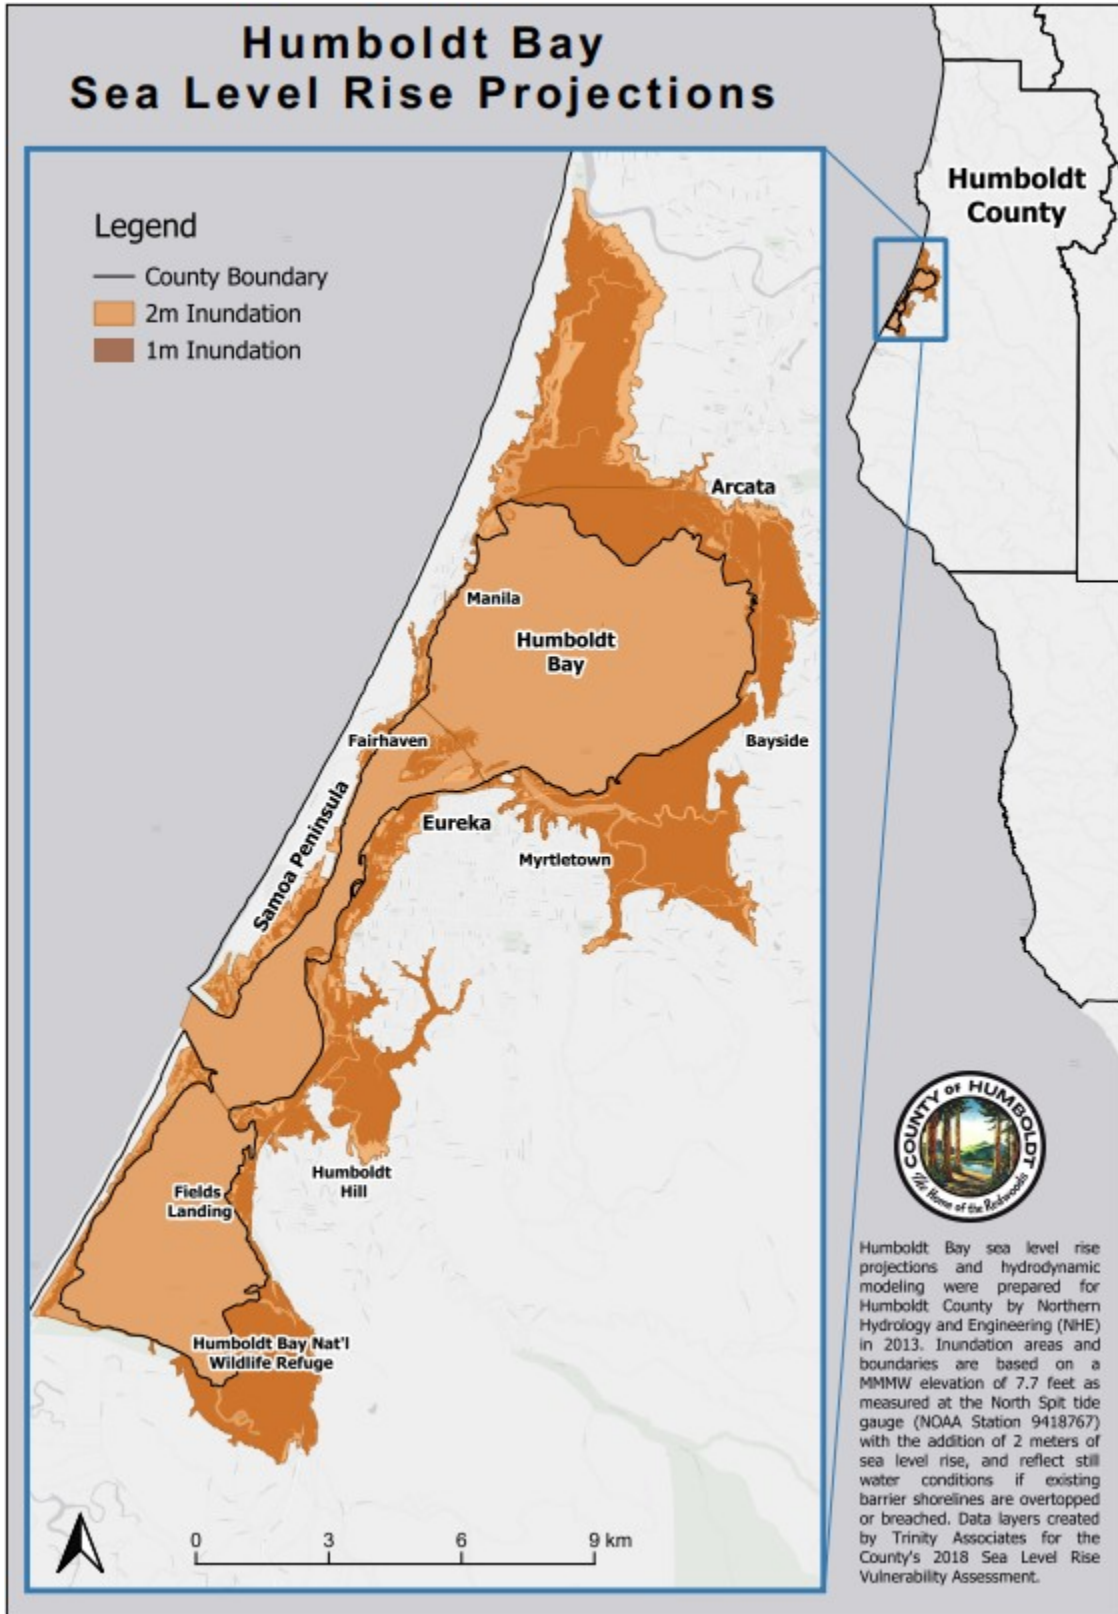 Humboldt Bay
Sea Level Rise Projections
Legend
County Boundary
2m Inundation
1m Inundation
Humboldt
County
Arcata
Manila
Humboldt
Bay
Fairhaven
Bayside
Samoa Peninsula
Eureka
Myrtletown
Humboldt
Hill
Fields
Landing
Humboldt Bay Nat'l
Wildlife Refuge
0 3 6 9 km
COUNTY OF HUMBOLDT
The Home of the Redwoods
Humboldt Bay sea level rise
projections and hydrodynamic
modeling were prepared for
Humboldt County by Northern
Hydrology and Engineering (NHE)
in 2013. Inundation areas and
boundaries are based on a
MMMW elevation of 7.7 feet as
measured at the North Spit tide
gauge (NOAA Station 9418767)
with the addition of 2 meters of
sea level rise, and reflect still
water conditions if existing
barrier shorelines are overtopped
or breached. Data layers created
by Trinity Associates for the
County's 2018 Sea Level Rise
Vulnerability Assessment.